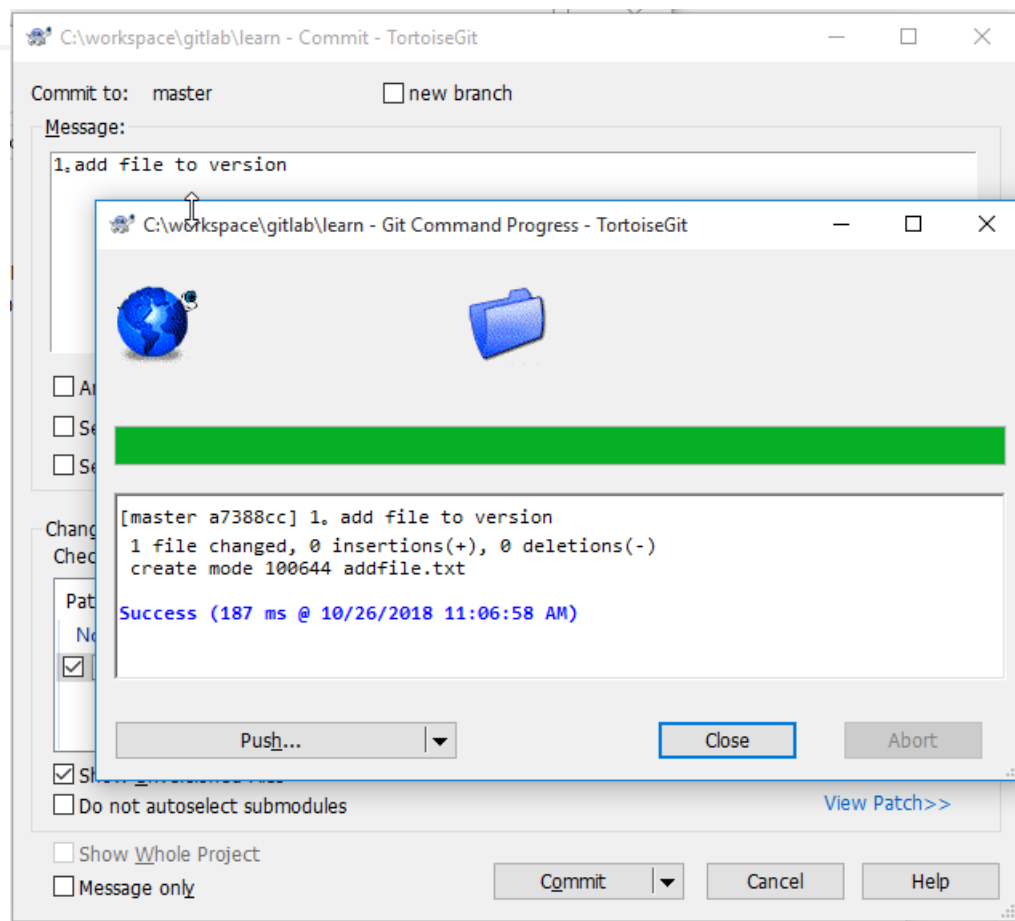 C:\workspace\gitlab\learn - Commit - TortoiseGit
Commit to: master new branch
Message:
1。add file to version
C:\workspace\gitlab\learn - Git Command Progress - TortoiseGit
[master a7388cc] 1。add file to version
1 file changed, 0 insertions(+), 0 deletions(-)
create mode 100644 addfile.txt
Success (187 ms @ 10/26/2018 11:06:58 AM)
Push... Close Abort
Do not autoselect submodules View Patch>>
Show Whole Project
Message only Commit Cancel Help